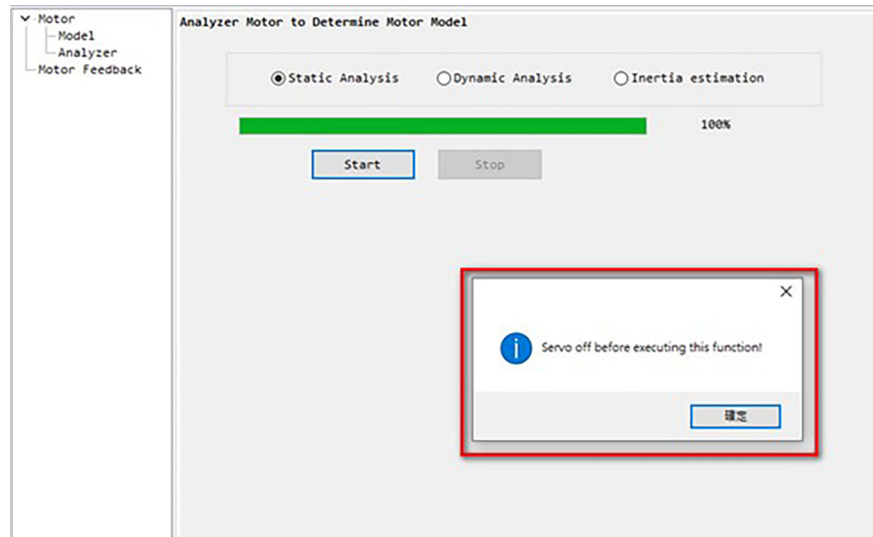 Motor
Model
Analyzer
Motor Feedback
Analyzer Motor to Determine Motor Model
Static Analysis Dynamic Analysis Inertia estimation
100%
Start Stop
Servo off before executing this function!
確定